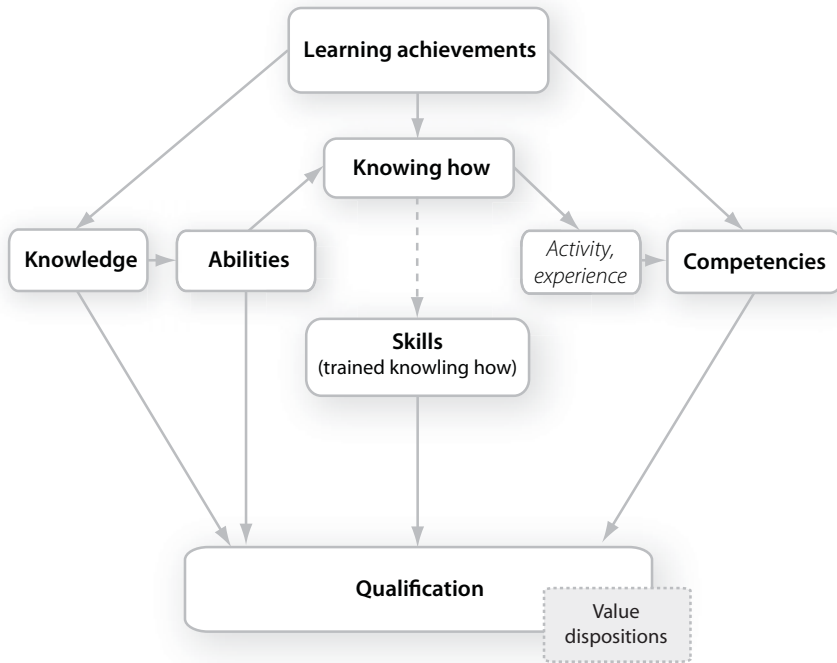 Learning achievements
Knowing how
Knowledge
Abilities
Activity,
experience
Competencies
Skills
(trained knowling how)
Qualification
Value
dispositions